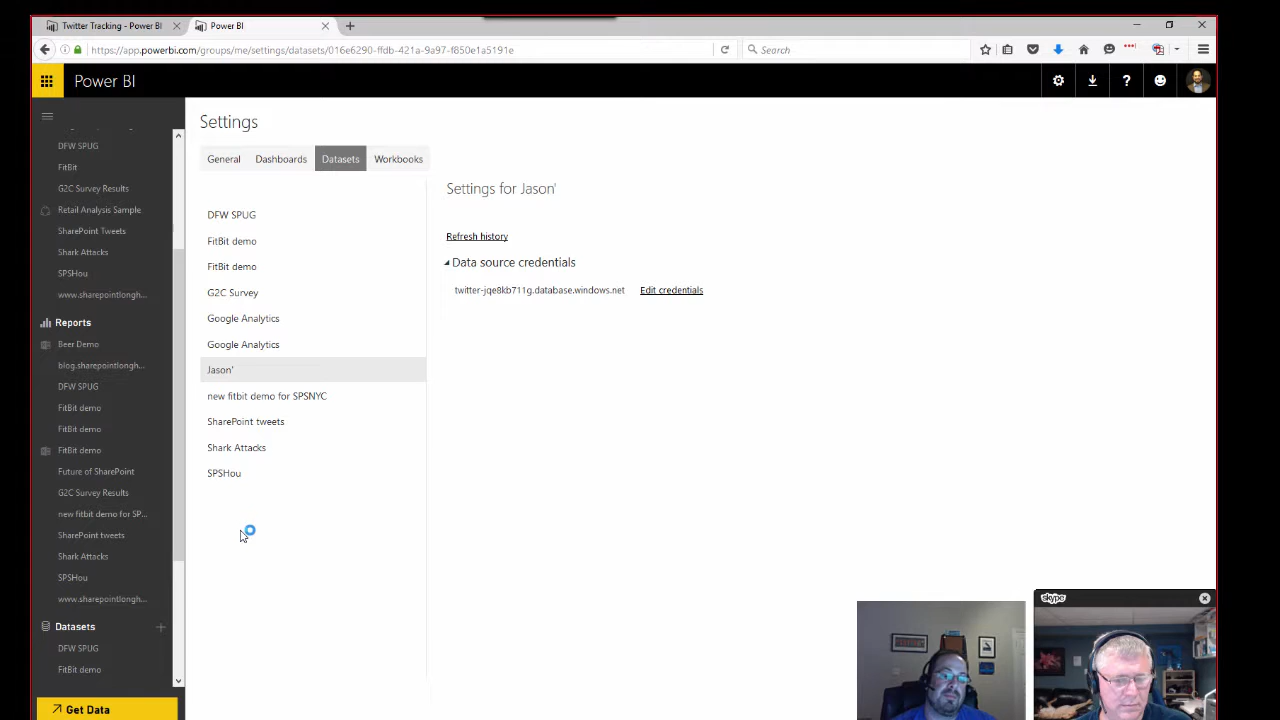 Twitter Tracking - Power BI
Power BI
https://app.powerbi.com/groups/me/settings/datasets/016e6290-ffdb-421a-9a97-f850e1a5191e
Search
Power BI
Settings
General
Dashboards
Datasets
Workbooks
DFW SPUG
FitBit
G2C Survey Results
Retail Analysis Sample
SharePoint Tweets
Shark Attacks
SPSHou
www.sharepointlongh...
Reports
Beer Demo
blog.sharepointlongh...
DFW SPUG
FitBit demo
FitBit demo
FitBit demo
Future of SharePoint
G2C Survey Results
new fitbit demo for SP...
SharePoint tweets
Shark Attacks
SPSHou
www.sharepointlongh...
Datasets
DFW SPUG
FitBit demo
Get Data
DFW SPUG
FitBit demo
FitBit demo
G2C Survey
Google Analytics
Google Analytics
Jason'
new fitbit demo for SPSNYC
SharePoint tweets
Shark Attacks
SPSHou
Settings for Jason'
Refresh history
Data source credentials
twitter-jqe8kb711g.database.windows.net Edit credentials
skype